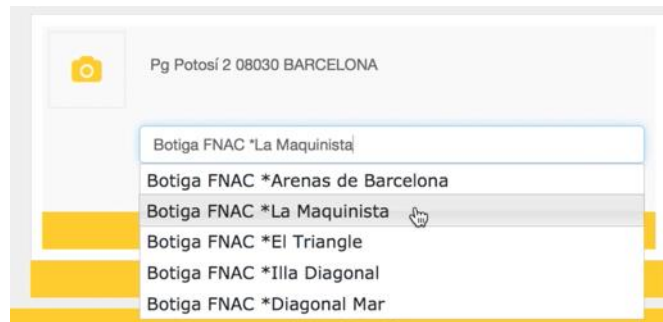 Pg Potosí 2 08030 BARCELONA
Botiga FNAC *La Maquinista
Botiga FNAC *Arenas de Barcelona
Botiga FNAC *La Maquinista
Botiga FNAC *El Triangle
Botiga FNAC *Illa Diagonal
Botiga FNAC *Diagonal Mar